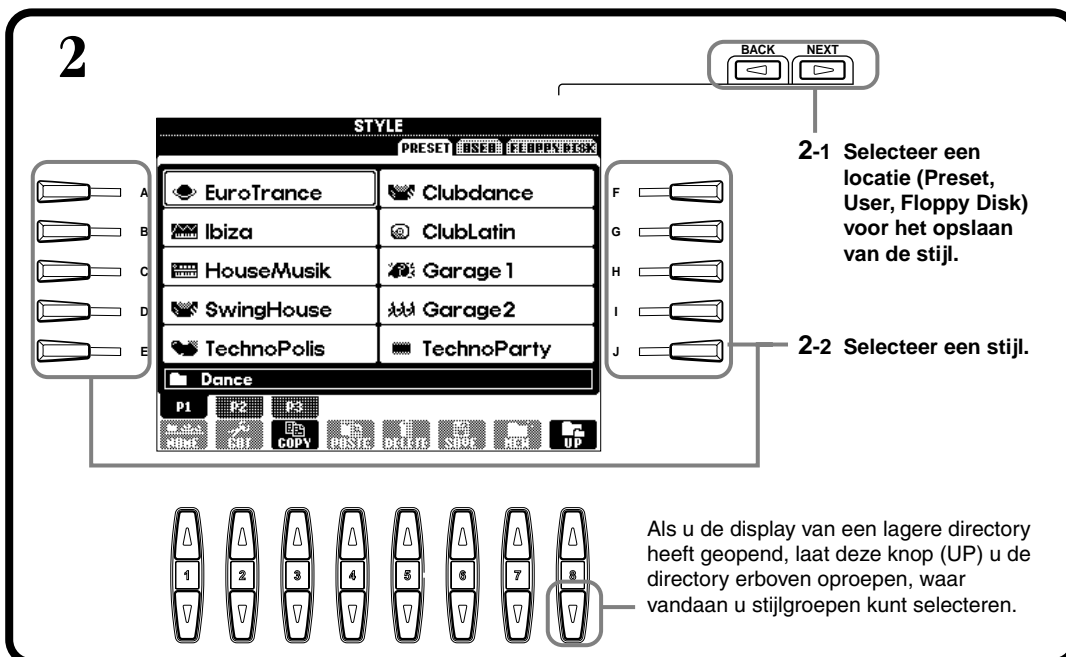 2
BACK NEXT
2-1 Selecteer een
locatie (Preset,
User, Floppy Disk)
voor het opslaan
van de stijl.
STYLE
PRESET USER FLOPPY DISK
A EuroTrance Clubdance F
B Ibiza ClubLatin G
C HouseMusik Garage1 H
D SwingHouse Garage2 I
E TechnoPolis TechnoParty J
2-2 Selecteer een stijl.
Dance
P1 P2 P3
NAME CUT COPY PASTE DELETE SAVE NEW UP
1 2 3 4 5 6 7 8
Als u de display van een lagere directory
heeft geopend, laat deze knop (UP) u de
directory erboven oproepen, waar
vandaan u stijlgroepen kunt selecteren.